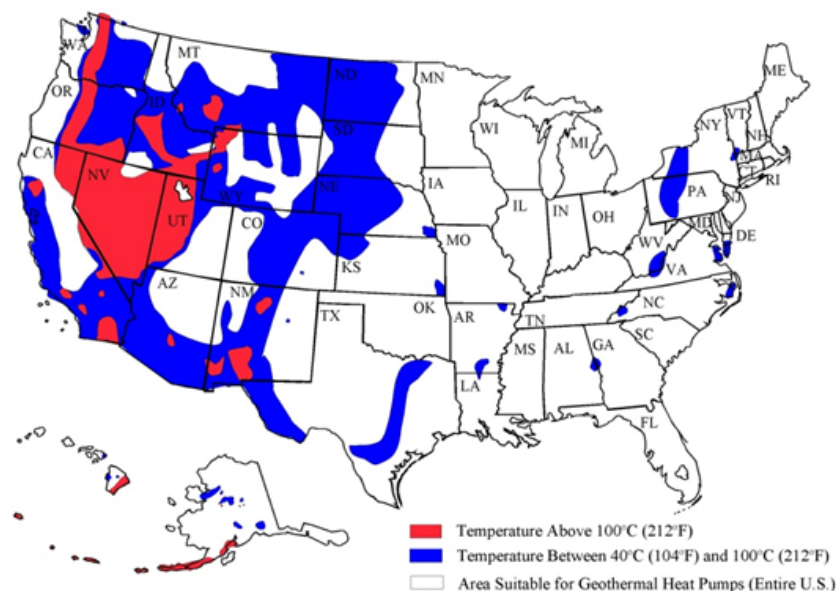 WA
MT
ND
MN
ME
OR
ID
SD
WI
MI
NY
VT
NH
MA
CT
RI
CA
NV
WY
NE
IA
PA
UT
CO
IL
IN
OH
MD
DE
KS
MO
WV
VA
AZ
NM
OK
AR
TN
NC
TX
MS
AL
GA
SC
LA
FL
Temperature Above 100°C (212°F)
Temperature Between 40°C (104°F) and 100°C (212°F)
Area Suitable for Geothermal Heat Pumps (Entire U.S.)